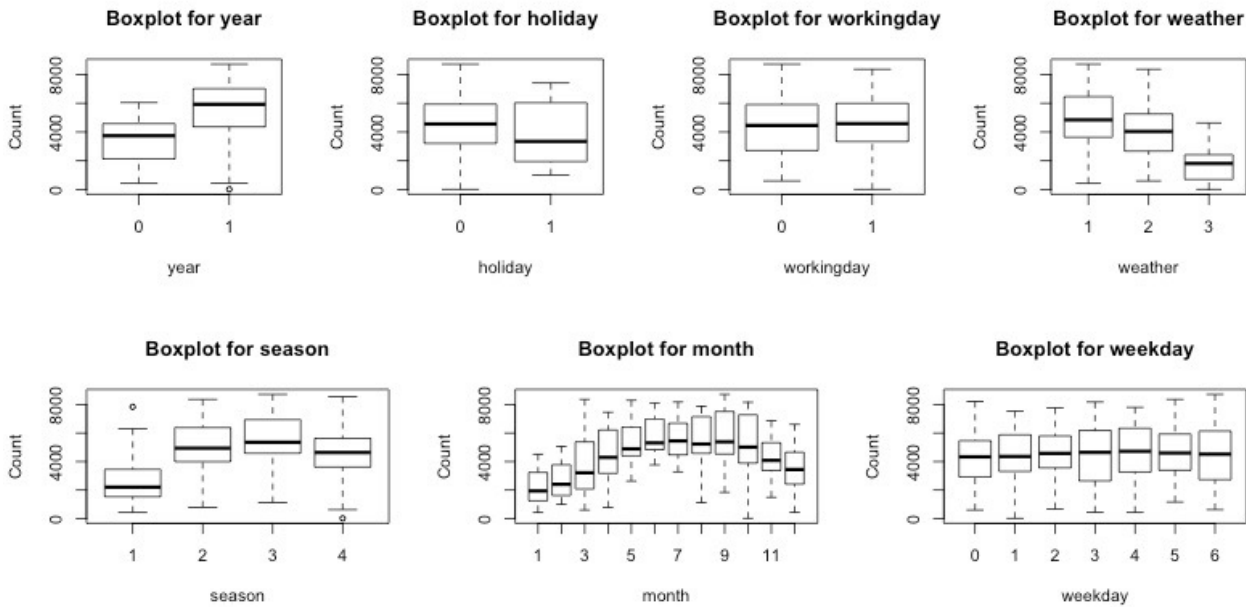 Boxplot for year
Boxplot for holiday
Boxplot for workingday
Boxplot for weather
Count
0 4000 8000
0 1
year
Count
0 4000 8000
0 1
holiday
Count
0 4000 8000
0 1
workingday
Count
0 4000 8000
1 2 3
weather
Boxplot for season
Boxplot for month
Boxplot for weekday
Count
0 4000 8000
1 2 3 4
season
Count
0 4000 8000
1 3 5 7 9 11
month
Count
0 4000 8000
0 1 2 3 4 5 6
weekday